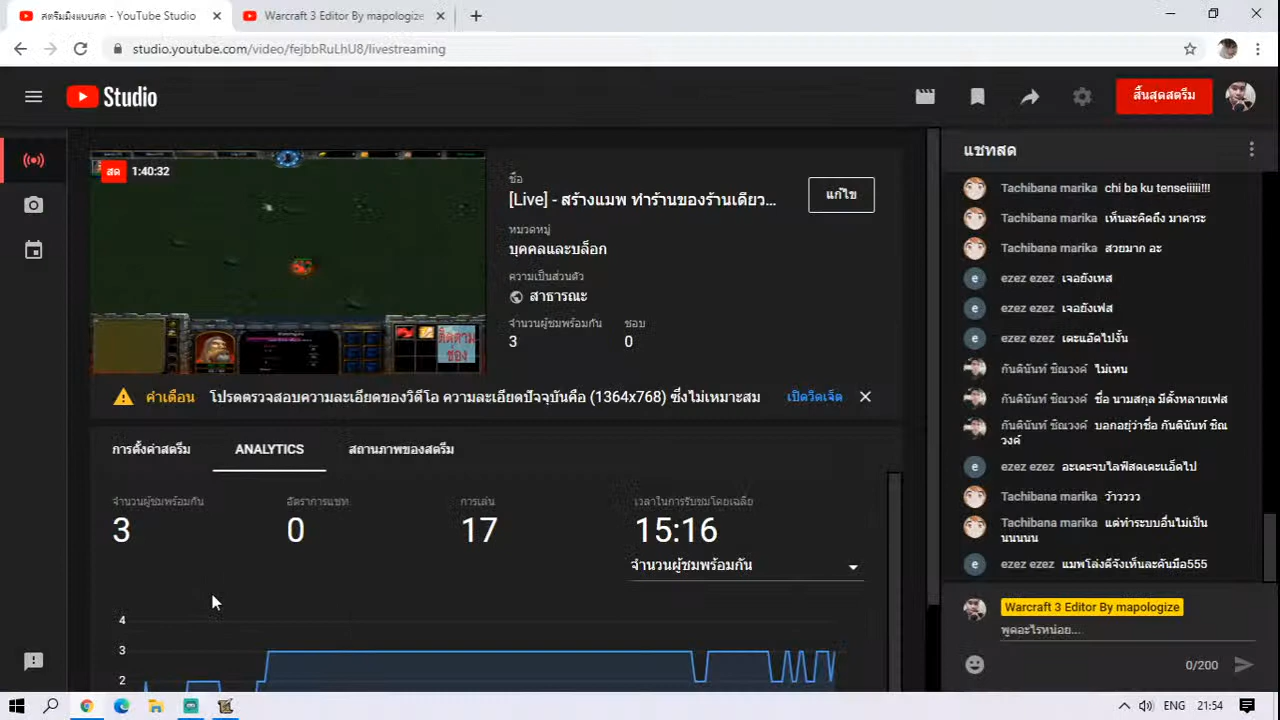 สตรีมมิงแบบสด - YouTube Studio
Warcraft 3 Editor By mapologize
studio.youtube.com/video/fejbbRuLhU8/livestreaming
Studio
สิ้นสุดสตรีม
สด 1:40:32
ชื่อ
[Live] - สร้างแมพ ทำร้านของร้านเดียว...
แก้ไข
หมวดหมู่
บุคคลและบล็อก
ความเป็นส่วนตัว
สาธารณะ
จำนวนผู้ชมพร้อมกัน ชอบ
3 0
ติดตาม
ช่อง
คำเตือน โปรดตรวจสอบความละเอียดของวิดีโอ ความละเอียดปัจจุบันคือ (1364x768) ซึ่งไม่เหมาะสม เปิดวิดเจ็ต
การตั้งค่าสตรีม ANALYTICS สถานภาพของสตรีม
จำนวนผู้ชมพร้อมกัน อัตราการแชท การเล่น เวลาในการรับชมโดยเฉลี่ย
3 0 17 15:16
จำนวนผู้ชมพร้อมกัน
4
3
2
แชทสด
Tachibana marika chi ba ku tenseiiiii!!!
Tachibana marika เห็นละคิดถึง มาดาระ
Tachibana marika สวยมาก อะ
ezez ezez เจอยังเหส
ezez ezez เจอยังเฟส
ezez ezez เดะแอ็ดไปงั้น
กันตินันท์ ชิณวงค์ ไม่เหน
กันตินันท์ ชิณวงค์ ชื่อ นามสกุล มีตั้งหลายเฟส
กันตินันท์ ชิณวงค์ บอกอยุ่ว่าชื่อ กันตินันท์ ชิณ
วงค์
ezez ezez อะเดะจบไลฟ์สดเดะเเอ็ดไป
Tachibana marika ว้าวววว
Tachibana marika แต่ทำระบบอื่นไม่เป็น
นนนนน
ezez ezez แมพโล่งดีจังเห็นละคันมือ555
Warcraft 3 Editor By mapologize
พูดอะไรหน่อย...
0/200
ENG 21:54